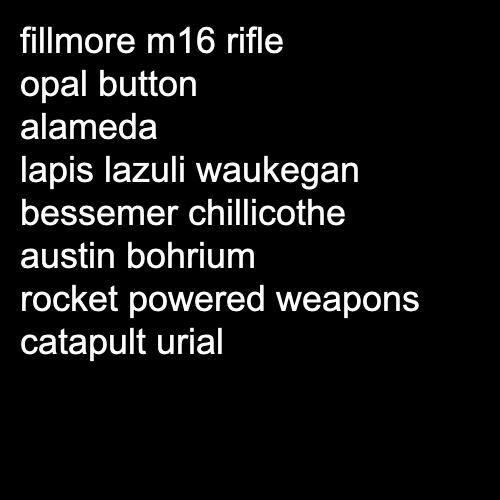 fillmore m16 rifle
opal button
alameda
lapis lazuli waukegan
bessemer chillicothe
austin bohrium
rocket powered weapons
catapult urial